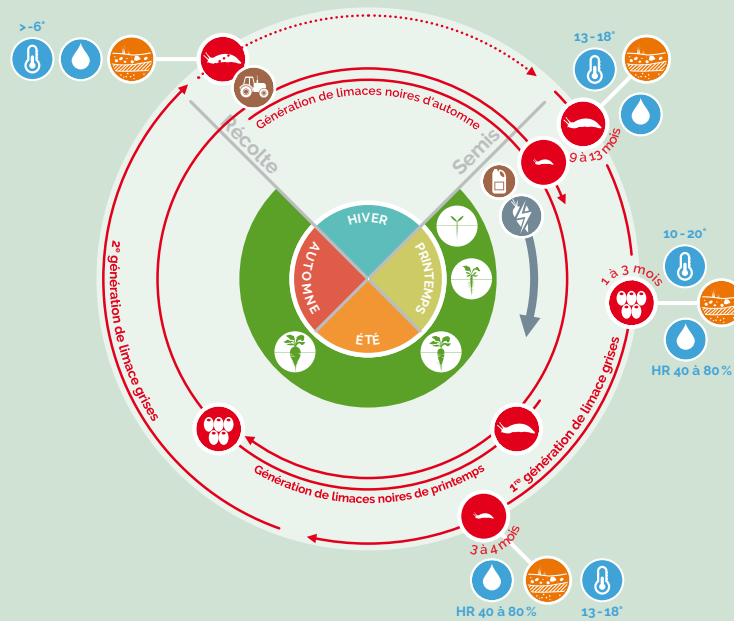 >-6°
13-18°
Génération de limaces noires d'automne
Récolte
Semis
9 à 13 mois
HIVER
AUTOMNE
PRINTEMPS
ÉTÉ
10-20°
1 à 3 mois
HR 40 à 80%
2e génération de limace grises
1re génération de limace grises
Génération de limaces noires de printemps
3 à 4 mois
HR 40 à 80%
13-18°